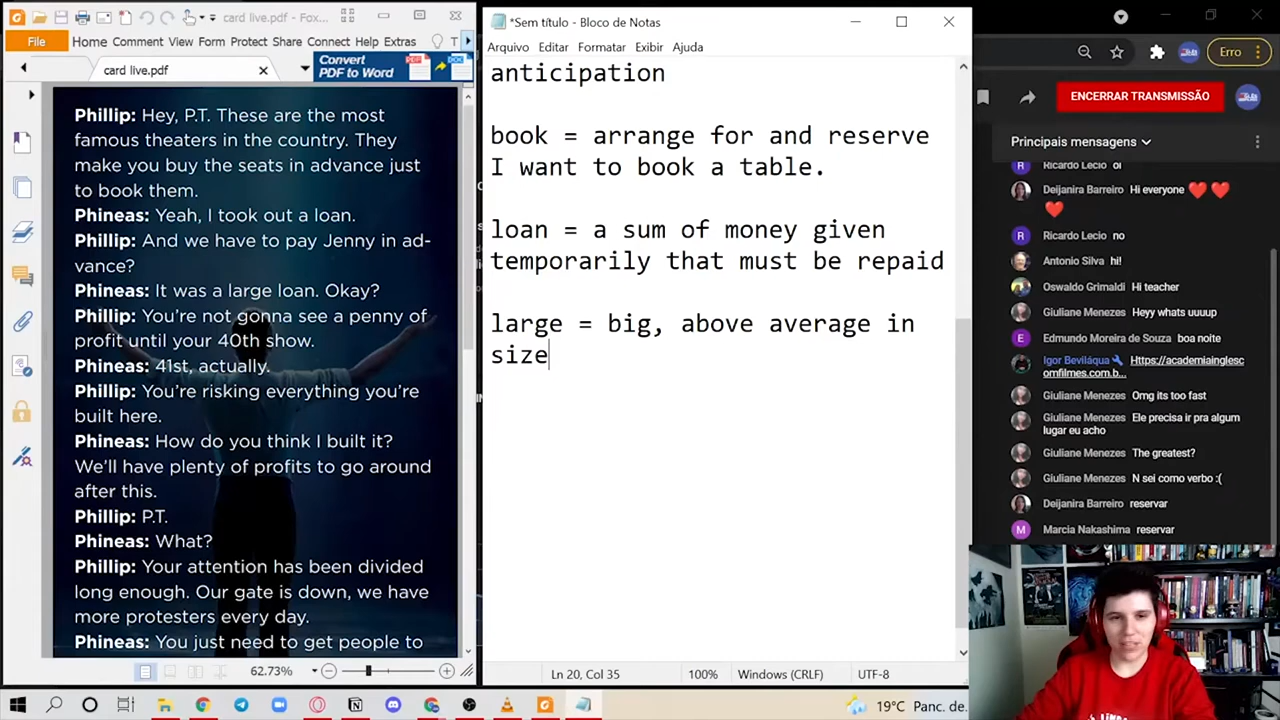 card live.pdf - Fox...
File
Home Comment View Form Protect Share Connect Help Extras
card live.pdf
Convert
PDF to Word
PDF
DOC
Phillip: Hey, P.T. These are the most
famous theaters in the country. They
make you buy the seats in advance just
to book them.
Phineas: Yeah, I took out a loan.
Phillip: And we have to pay Jenny in ad-
vance?
Phineas: It was a large loan. Okay?
Phillip: You're not gonna see a penny of
profit until your 40th show.
Phineas: 41st, actually.
Phillip: You're risking everything you're
built here.
Phineas: How do you think I built it?
We'll have plenty of profits to go around
after this.
Phillip: P.T.
Phineas: What?
Phillip: Your attention has been divided
long enough. Our gate is down, we have
more protesters every day.
Phineas: You just need to get people to
62.73%
*Sem título - Bloco de Notas
Arquivo Editar Formatar Exibir Ajuda
anticipation
book = arrange for and reserve
I want to book a table.
loan = a sum of money given
temporarily that must be repaid
large = big, above average in
size
Ln 20, Col 35 100% Windows (CRLF) UTF-8
Erro
ENCERRAR TRANSMISSÃO
Principais mensagens
Ricardo Lecio oi
Deijanira Barreiro Hi everyone
Ricardo Lecio no
Antonio Silva hi!
Oswaldo Grimaldi Hi teacher
Giuliane Menezes Heyy whats uuuup
Edmundo Moreira de Souza boa noite
Igor Beviláqua Https://academiainglesc
omfilmes.com.b...
Giuliane Menezes Omg its too fast
Giuliane Menezes Ele precisa ir pra algum
lugar eu acho
Giuliane Menezes The greatest?
Giuliane Menezes N sei como verbo :(
Deijanira Barreiro reservar
Marcia Nakashima reservar
19°C Panc. de.